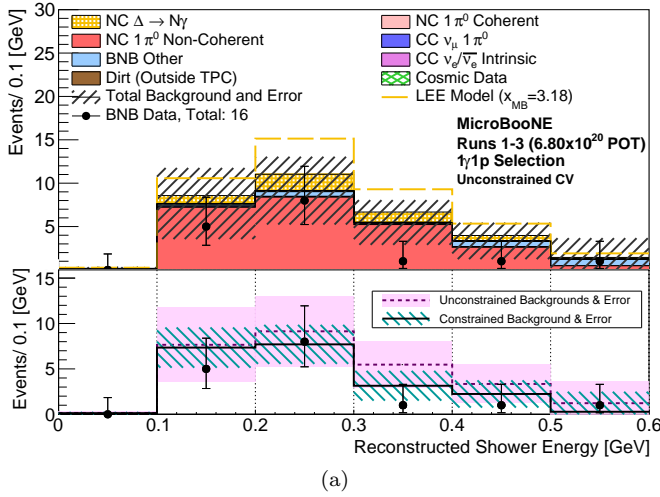 NC Δ → Nγ
NC 1π⁰ Coherent
NC 1π⁰ Non-Coherent
CC ν_μ 1π⁰
BNB Other
CC ν_e/ν̅_e Intrinsic
Dirt (Outside TPC)
Cosmic Data
Total Background and Error
LEE Model (x_MB=3.18)
BNB Data, Total: 16
MicroBooNE
Runs 1-3 (6.80x10²⁰ POT)
1γ1p Selection
Unconstrained CV
Events/ 0.1 [GeV]
30
25
20
15
10
5
Unconstrained Backgrounds & Error
Constrained Background & Error
Events/ 0.1 [GeV]
15
10
5
0
0 0.1 0.2 0.3 0.4 0.5 0.6
Reconstructed Shower Energy [GeV]
(a)